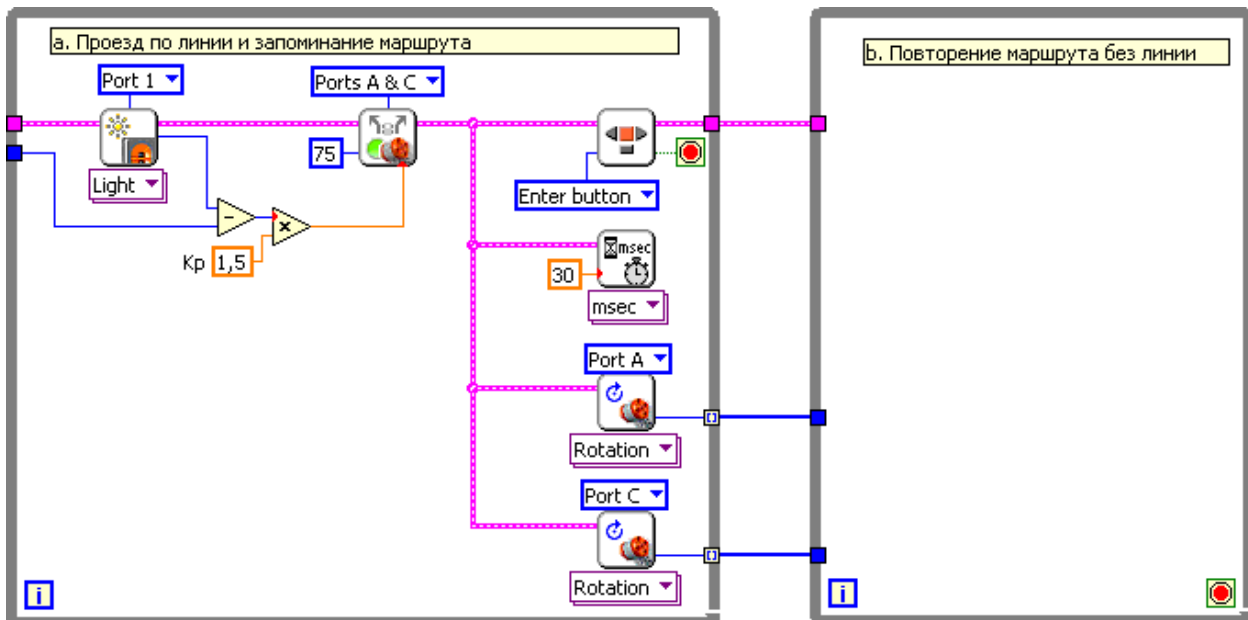 a. Проезд по линии и запоминание маршрута
b. Повторение маршрута без линии
Port 1
Ports A & C
75
Light
Enter button
-
x
Kp 1,5
msec
30
msec
Port A
Rotation
Port C
Rotation
i
i